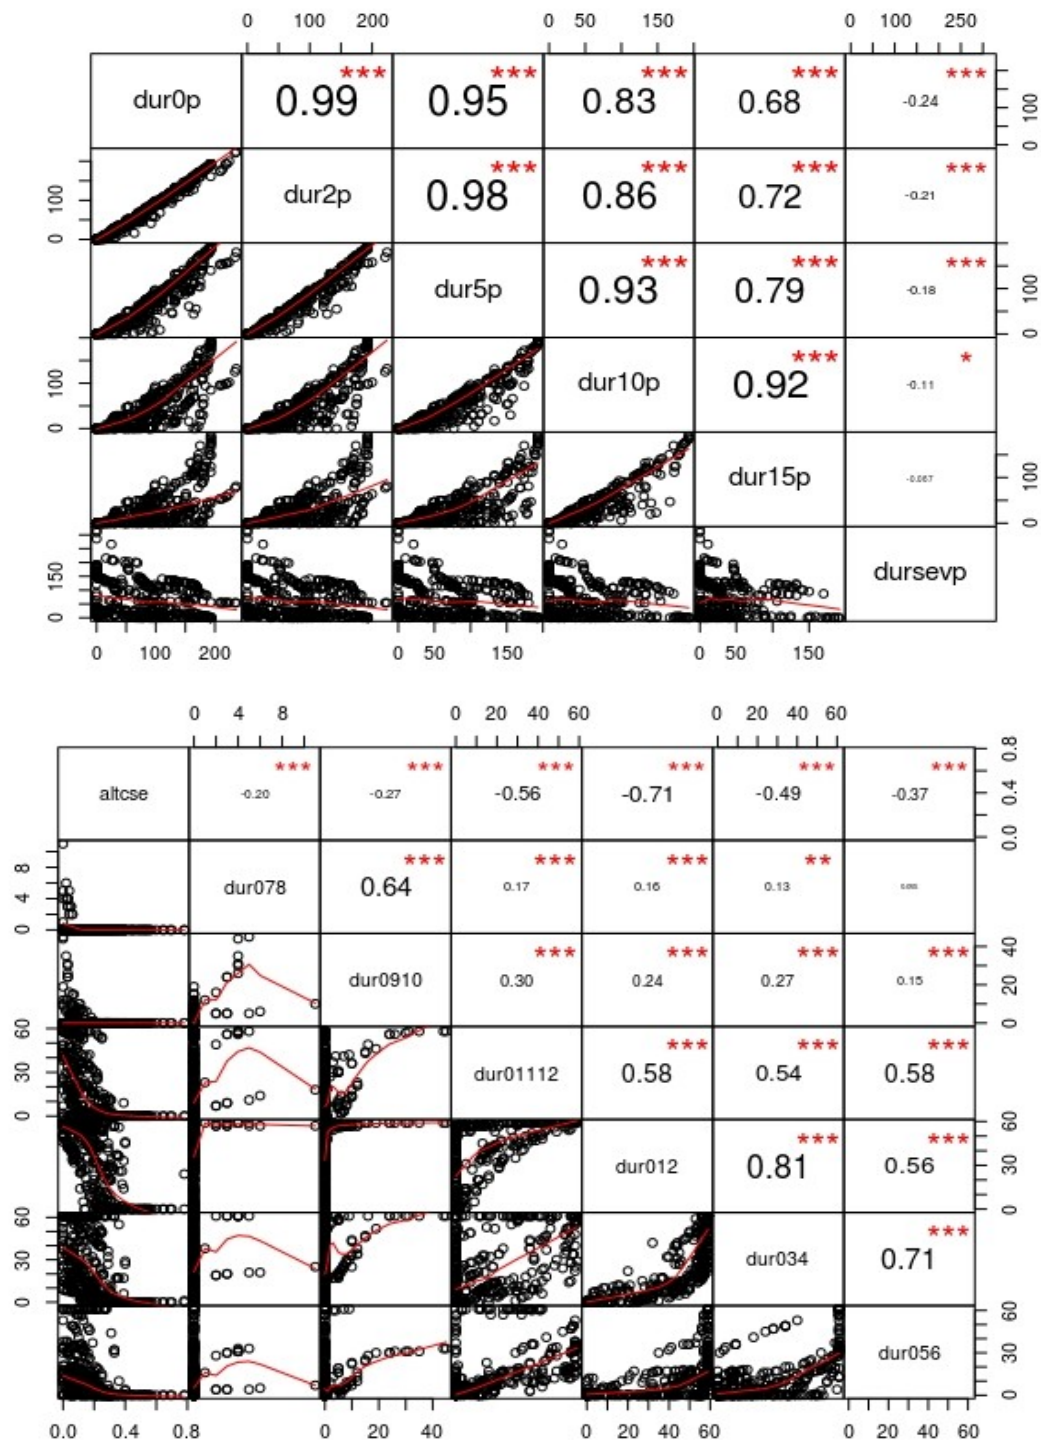 0 100 200 0 50 150 0 100 250
dur0p 0.99 *** 0.95 *** 0.83 *** 0.68 *** -0.24 *** 0 100
0 100 dur2p 0.98 *** 0.86 *** 0.72 *** -0.21 ***
dur5p 0.93 *** 0.79 *** -0.18 *** 0 100
0 100 dur10p 0.92 *** -0.11 *
dur15p -0.067 0 100
0 150 dursevp
0 100 200 0 50 150 0 50 150
0 4 8 0 20 40 60 0 20 40 60
altcse -0.20 *** -0.27 *** -0.56 *** -0.71 *** -0.49 *** -0.37 *** 0.0 0.4 0.8
0 4 8 dur078 0.64 *** 0.17 *** 0.16 *** 0.13 **
dur0910 0.30 *** 0.24 *** 0.27 *** 0.15 *** 0 20 40
0 30 60 dur01112 0.58 *** 0.54 *** 0.58 ***
dur012 0.81 *** 0.56 *** 0 30 60
0 30 60 dur034 0.71 ***
dur056 0 30 60
0.0 0.4 0.8 0 20 40 0 20 40 60 0 20 40 60